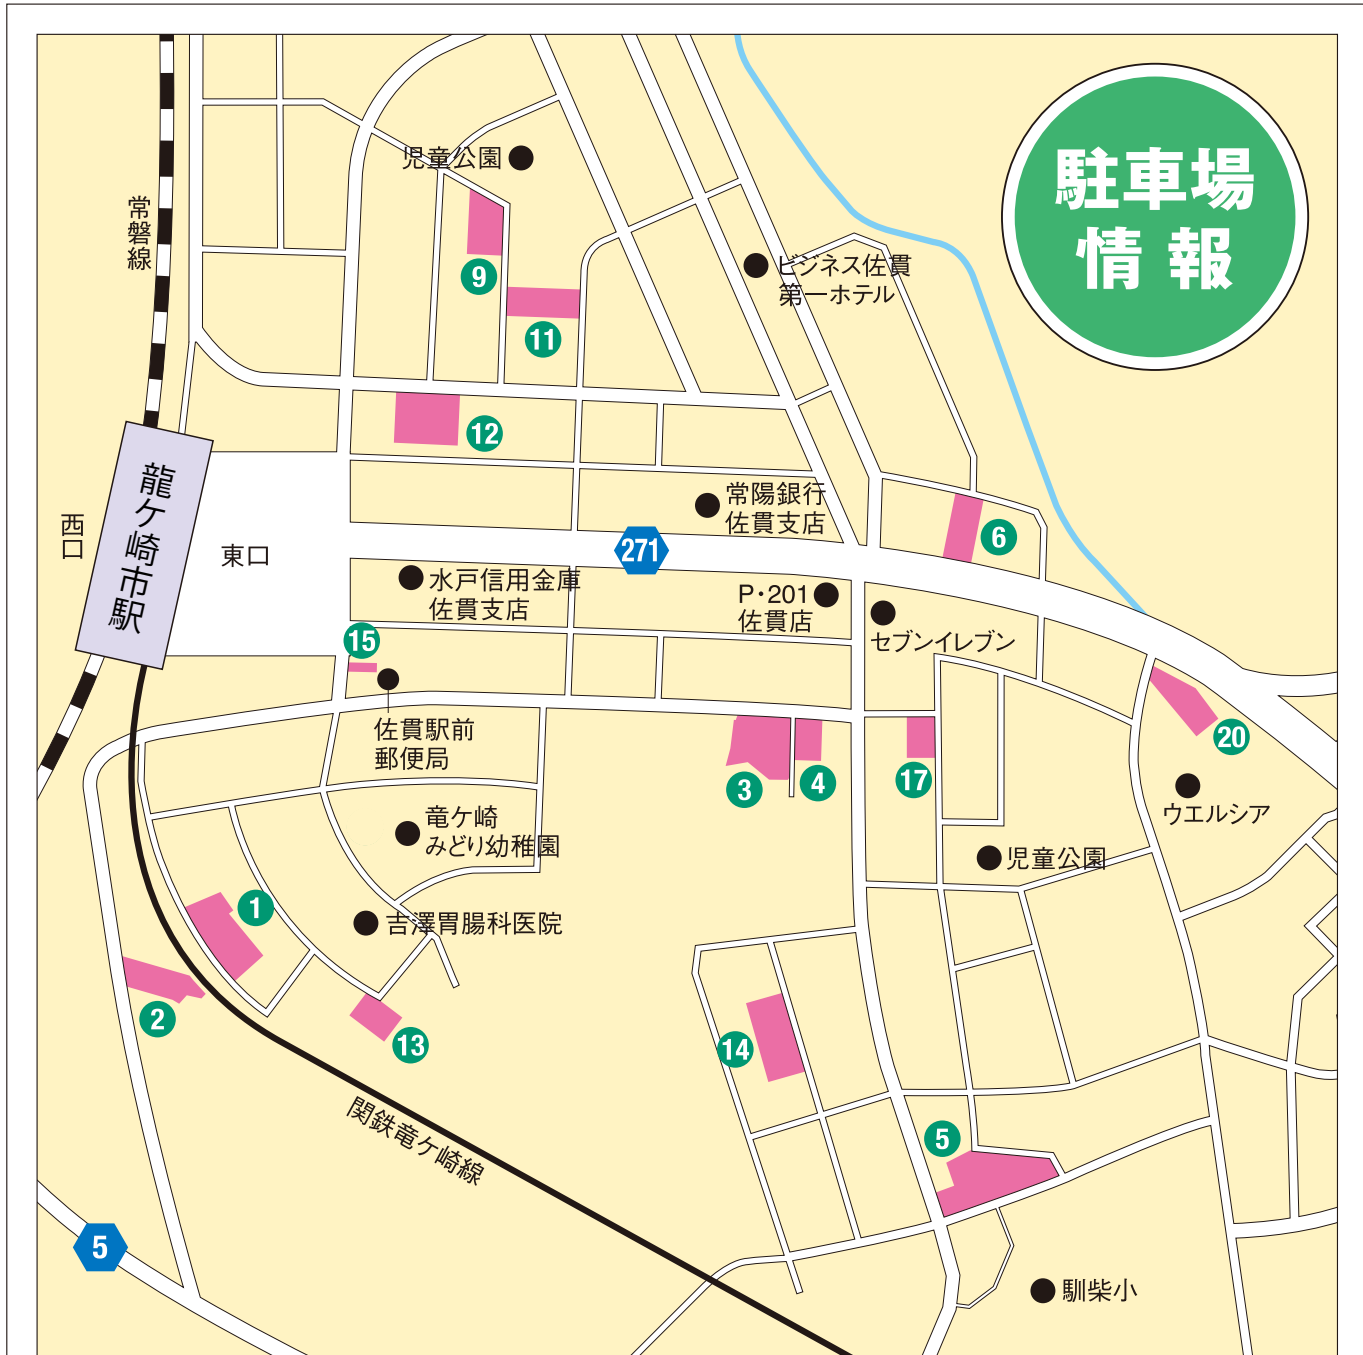 駐車場
情報
児童公園
常磐線
9
ビジネス佐貫
第一ホテル
11
12
龍ケ崎市駅
西口
東口
常陽銀行
佐貫支店
6
271
水戸信用金庫
佐貫支店
P・201
佐貫店
セブンイレブン
15
佐貫駅前
郵便局
3
4
17
20
ウエルシア
竜ケ崎
みどり幼稚園
児童公園
1
吉澤胃腸科医院
2
13
14
関鉄竜ケ崎線
5
5
馴柴小